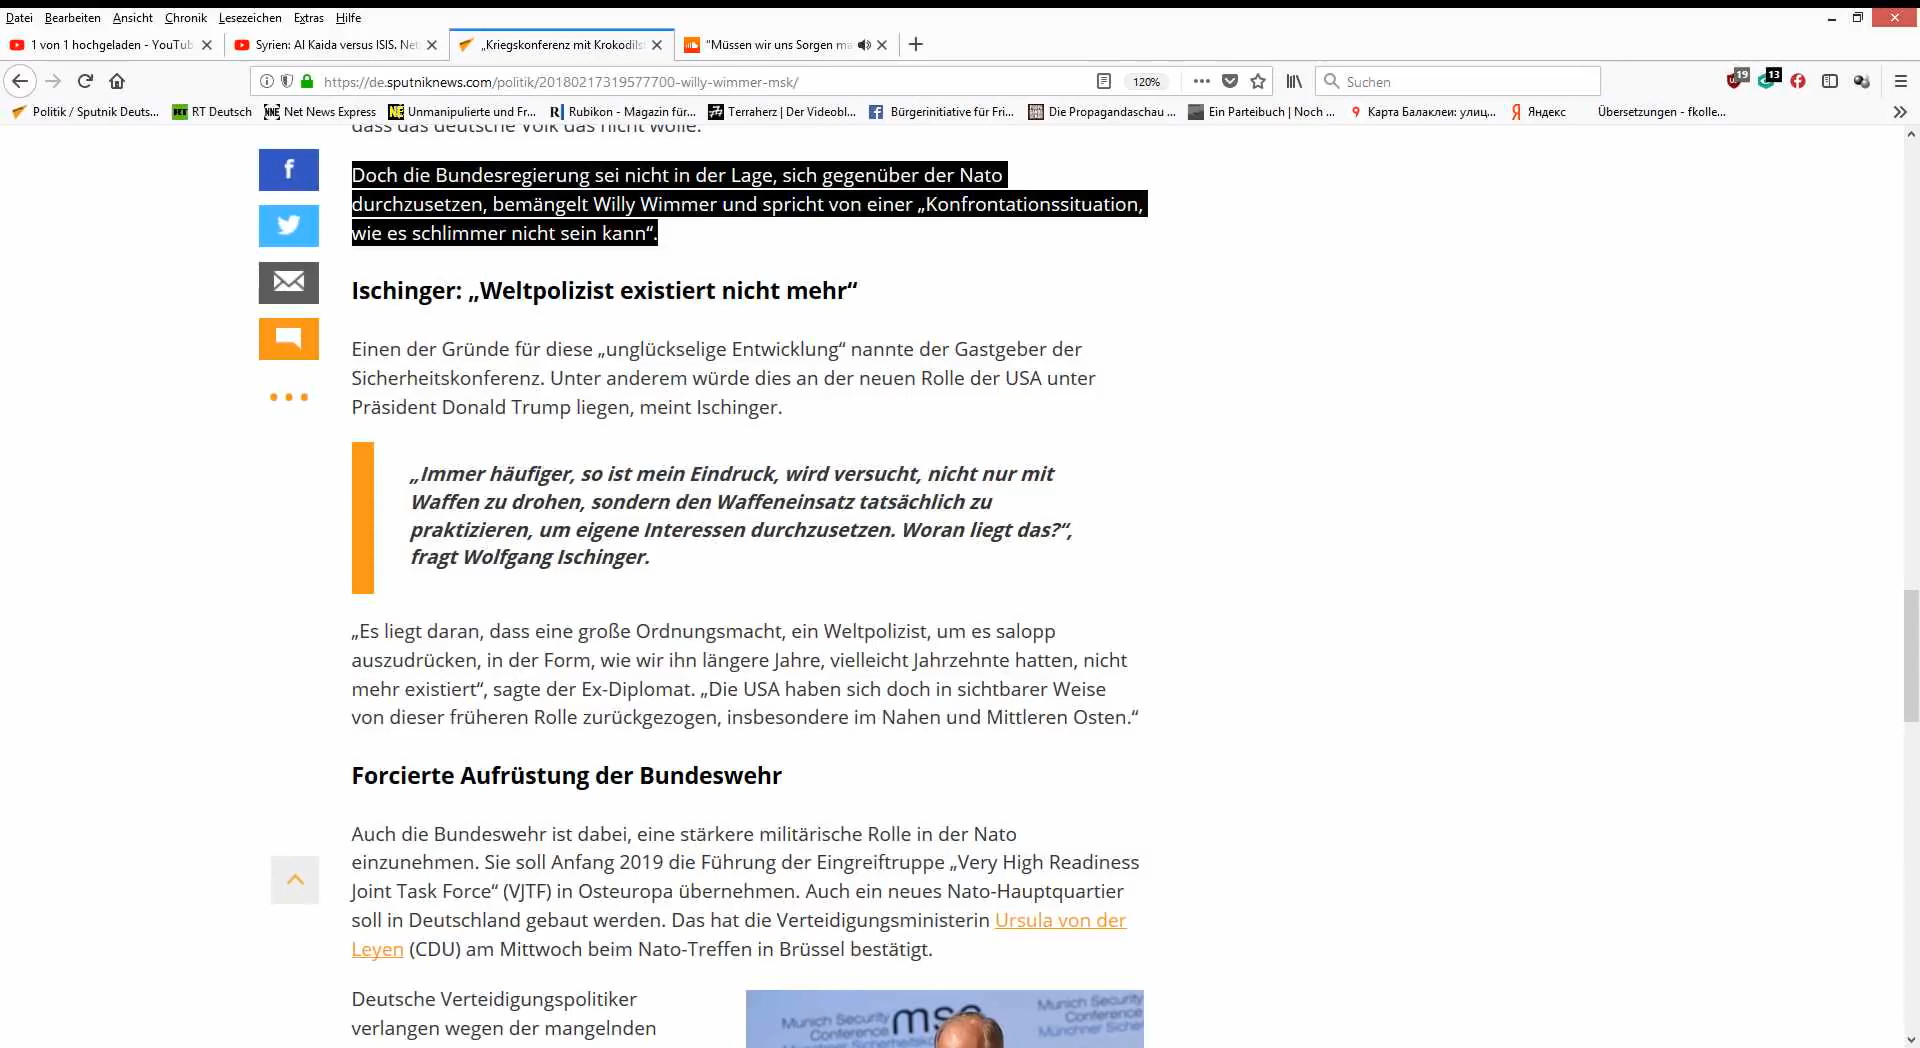 Datei Bearbeiten Ansicht Chronik Lesezeichen Extras Hilfe
1 von 1 hochgeladen - YouTub
Syrien: Al Kaida versus ISIS. Net
„Kriegskonferenz mit Krokodils
"Müssen wir uns Sorgen ma
https://de.sputniknews.com/politik/20180217319577700-willy-wimmer-msk/
120%
Suchen
19
13
Politik / Sputnik Deuts...
RT Deutsch
Net News Express
Unmanipulierte und Fr...
Rubikon - Magazin für...
Terraherz | Der Videobl...
Bürgerinitiative für Fri...
Die Propagandaschau ...
Ein Parteibuch | Noch ...
Карта Балаклеи: улиц...
Яндекс
Übersetzungen - fkolle...
dass das deutsche Volk das nicht wolle.
Doch die Bundesregierung sei nicht in der Lage, sich gegenüber der Nato
durchzusetzen, bemängelt Willy Wimmer und spricht von einer „Konfrontationssituation,
wie es schlimmer nicht sein kann“.
Ischinger: „Weltpolizist existiert nicht mehr“
Einen der Gründe für diese „unglückselige Entwicklung“ nannte der Gastgeber der
Sicherheitskonferenz. Unter anderem würde dies an der neuen Rolle der USA unter
Präsident Donald Trump liegen, meint Ischinger.
„Immer häufiger, so ist mein Eindruck, wird versucht, nicht nur mit
Waffen zu drohen, sondern den Waffeneinsatz tatsächlich zu
praktizieren, um eigene Interessen durchzusetzen. Woran liegt das?“,
fragt Wolfgang Ischinger.
„Es liegt daran, dass eine große Ordnungsmacht, ein Weltpolizist, um es salopp
auszudrücken, in der Form, wie wir ihn längere Jahre, vielleicht Jahrzehnte hatten, nicht
mehr existiert“, sagte der Ex-Diplomat. „Die USA haben sich doch in sichtbarer Weise
von dieser früheren Rolle zurückgezogen, insbesondere im Nahen und Mittleren Osten.“
Forcierte Aufrüstung der Bundeswehr
Auch die Bundeswehr ist dabei, eine stärkere militärische Rolle in der Nato
einzunehmen. Sie soll Anfang 2019 die Führung der Eingreiftruppe „Very High Readiness
Joint Task Force“ (VJTF) in Osteuropa übernehmen. Auch ein neues Nato-Hauptquartier
soll in Deutschland gebaut werden. Das hat die Verteidigungsministerin Ursula von der
Leyen (CDU) am Mittwoch beim Nato-Treffen in Brüssel bestätigt.
Deutsche Verteidigungspolitiker
verlangen wegen der mangelnden
Munich Security
Conference
msc
Munich Security
Conference